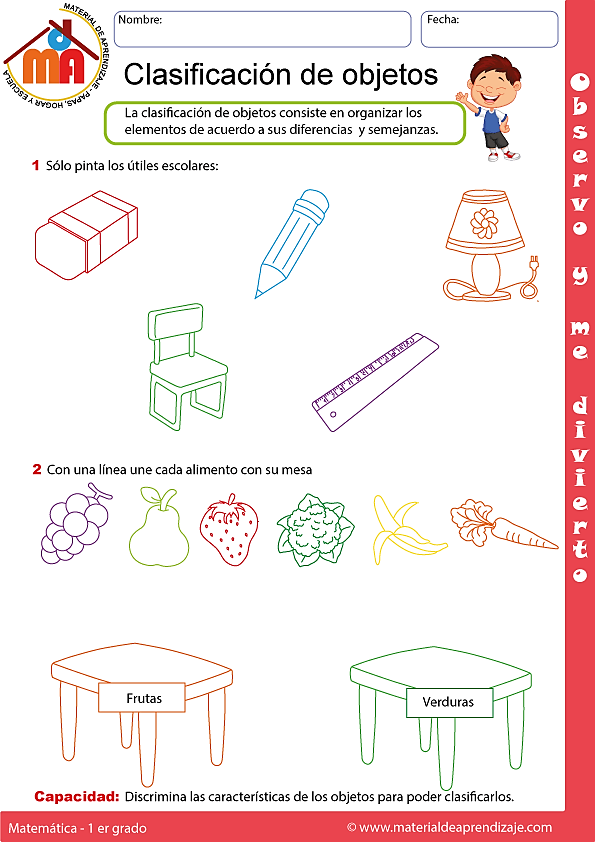 MATERIAL DE APRENDIZAJE - PAPAS, HOGAR Y ESCUELA
MA
Nombre:
Fecha:
Clasificación de objetos
La clasificación de objetos consiste en organizar los
elementos de acuerdo a sus diferencias y semejanzas.
1 Sólo pinta los útiles escolares:
2 Con una línea une cada alimento con su mesa
Frutas
Verduras
Capacidad: Discrimina las características de los objetos para poder clasificarlos.
Observo y me divierto
Matemática - 1 er grado
© www.materialdeaprendizaje.com